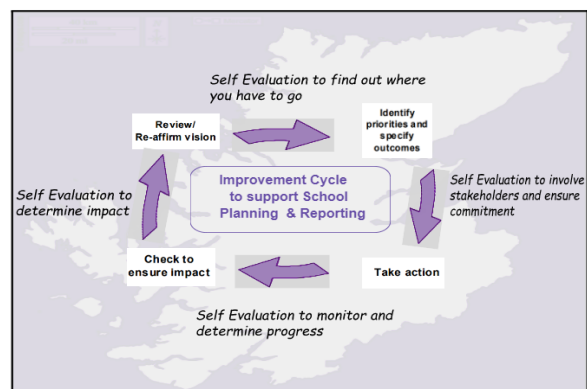 Self Evaluation to find out where
you have to go
Review/
Re-affirm vision
Identify
priorities and
specify
outcomes
Improvement Cycle
to support School
Planning & Reporting
Self Evaluation to
determine impact
Self Evaluation to involve
stakeholders and ensure
commitment
Check to
ensure impact
Take action
Self Evaluation to monitor and
determine progress